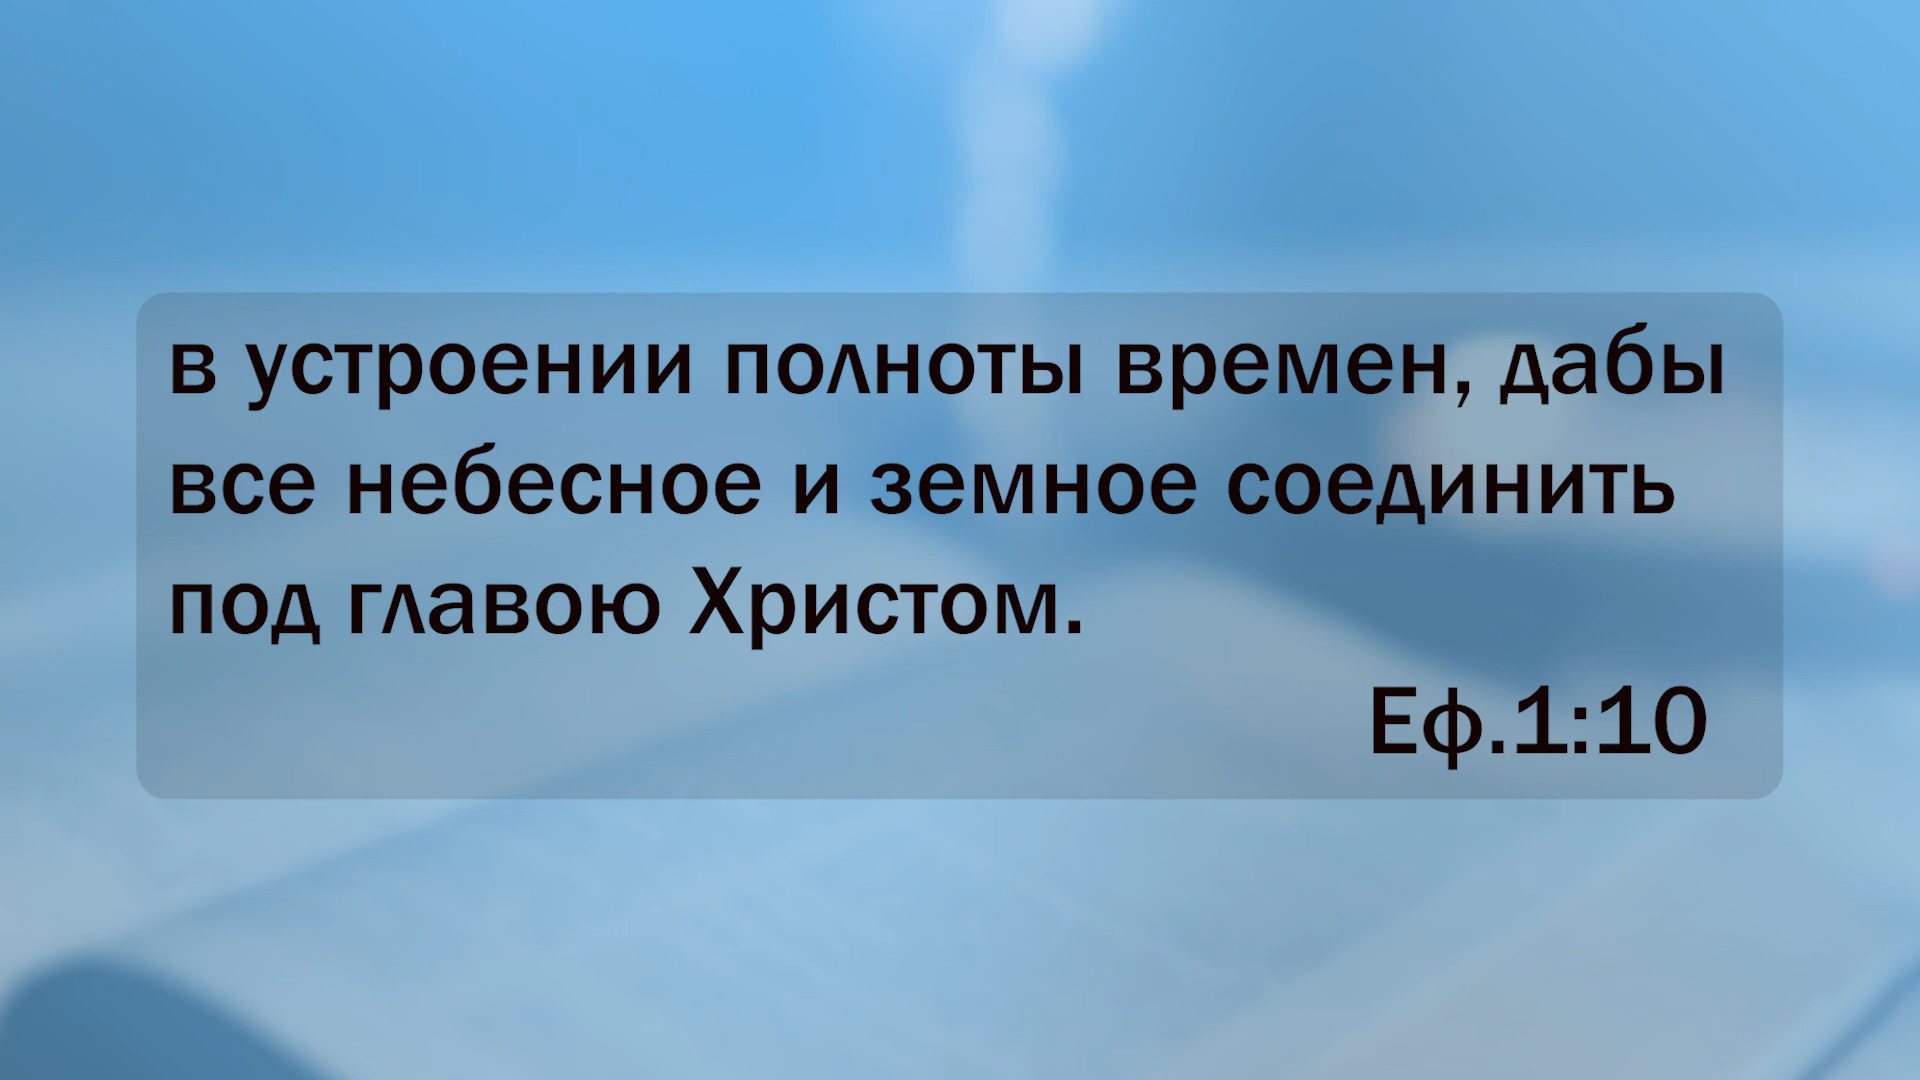 в устроении полноты времен, дабы
все небесное и земное соединить
под главою Христом.
Еф.1:10